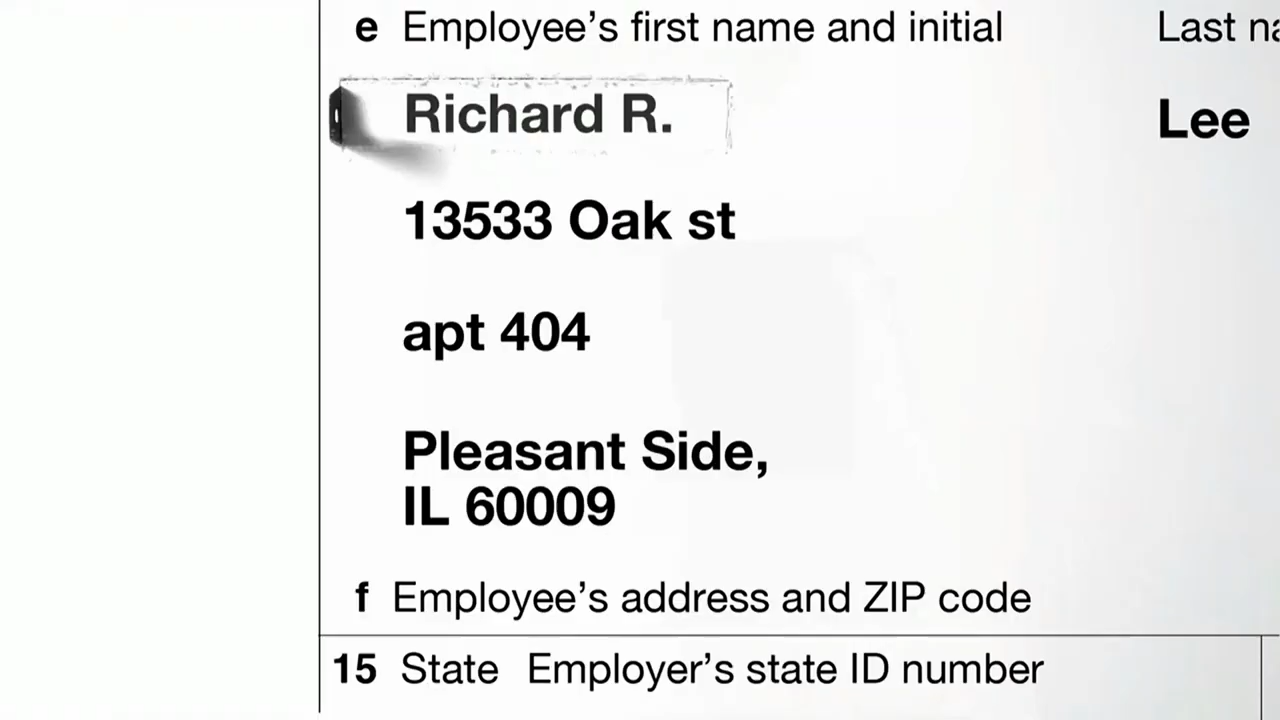 e Employee's first name and initial Last
Richard R. Lee
13533 Oak st
apt 404
Pleasant Side,
IL 60009
f Employee's address and ZIP code
15 State Employer's state ID number